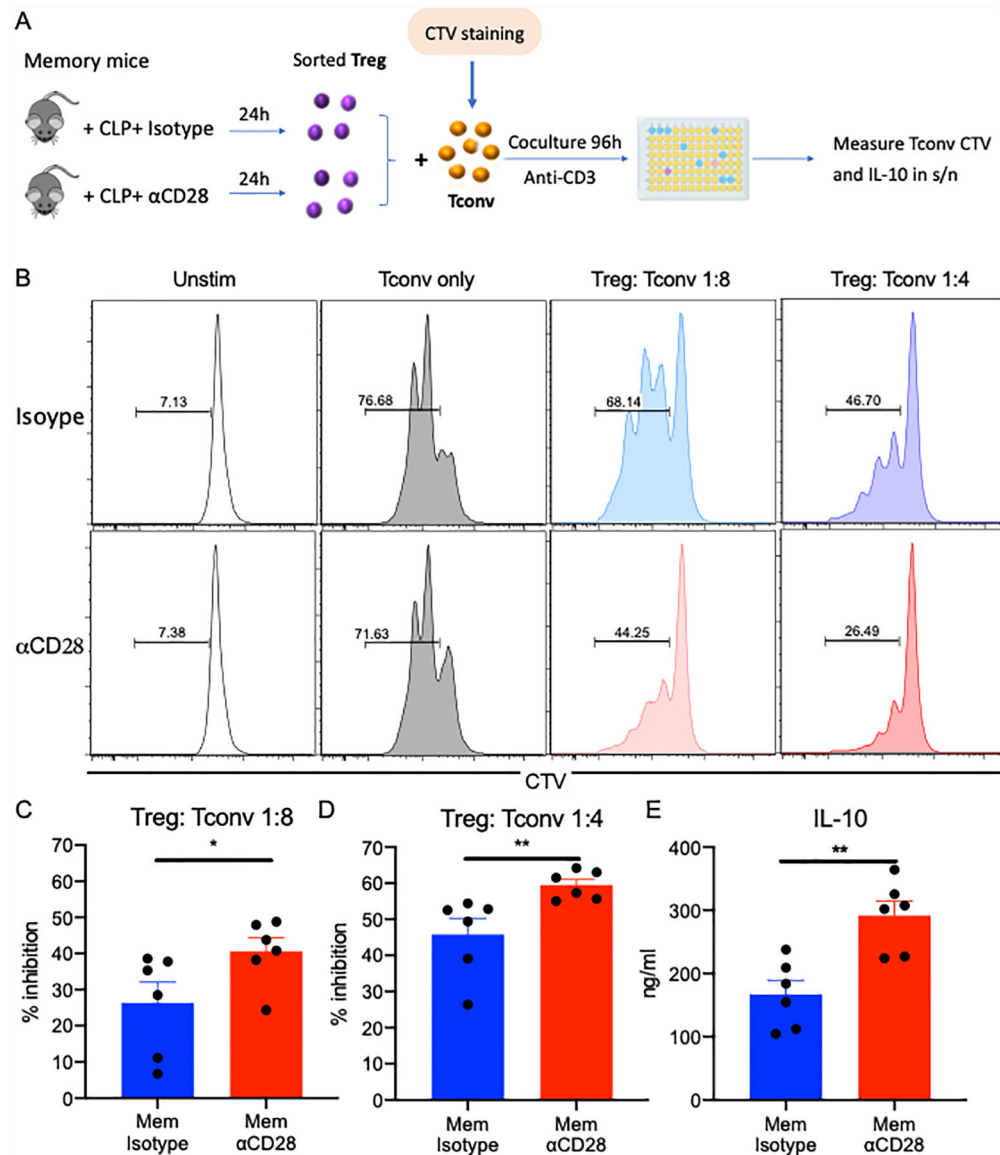 A
CTV staining
Memory mice
Sorted Treg
+ CLP+ Isotype
24h
+ CLP+ αCD28
24h
+
Tconv
Coculture 96h
Anti-CD3
Measure Tconv CTV
and IL-10 in s/n
B
Unstim
Tconv only
Treg: Tconv 1:8
Treg: Tconv 1:4
Isoype
7.13
76.68
68.14
46.70
αCD28
7.38
71.63
44.25
26.49
CTV
C
Treg: Tconv 1:8
*
% inhibition
70
60
50
40
30
20
10
0
Mem
Isotype
Mem
αCD28
D
Treg: Tconv 1:4
**
% inhibition
70
60
50
40
30
20
10
0
Mem
Isotype
Mem
αCD28
E
IL-10
**
ng/ml
400
300
200
100
0
Mem
Isotype
Mem
αCD28